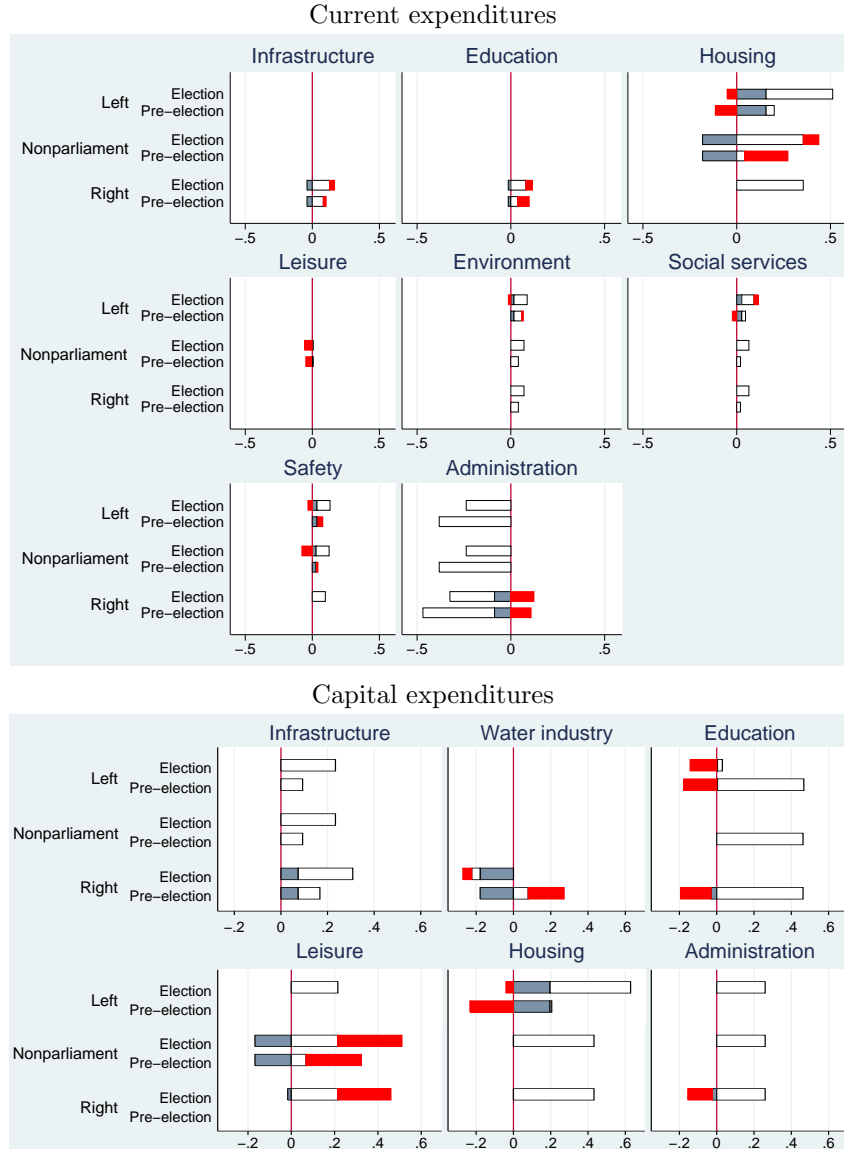 Current expenditures
Infrastructure Education Housing
Left Election
Pre−election
Nonparliament Election
Pre−election
Right Election
Pre−election
−.5 0 .5 −.5 0 .5 −.5 0 .5
Leisure Environment Social services
Left Election
Pre−election
Nonparliament Election
Pre−election
Right Election
Pre−election
−.5 0 .5 −.5 0 .5 −.5 0 .5
Safety Administration
Left Election
Pre−election
Nonparliament Election
Pre−election
Right Election
Pre−election
−.5 0 .5 −.5 0 .5
Capital expenditures
Infrastructure Water industry Education
Left Election
Pre−election
Nonparliament Election
Pre−election
Right Election
Pre−election
−.2 0 .2 .4 .6 −.2 0 .2 .4 .6 −.2 0 .2 .4 .6
Leisure Housing Administration
Left Election
Pre−election
Nonparliament Election
Pre−election
Right Election
Pre−election
−.2 0 .2 .4 .6 −.2 0 .2 .4 .6 −.2 0 .2 .4 .6